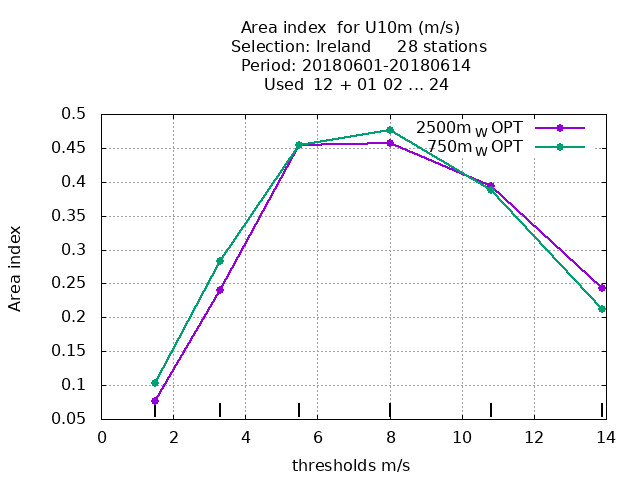 Area index  for U10m (m/s)
Selection: Ireland     28 stations
Period: 20180601-20180614
Used  12 + 01 02 ... 24
2500m_W OPT
750m_W OPT
0.5
0.45
0.4
0.35
0.3
0.25
0.2
0.15
0.1
0.05
Area index
0 2 4 6 8 10 12 14
thresholds m/s